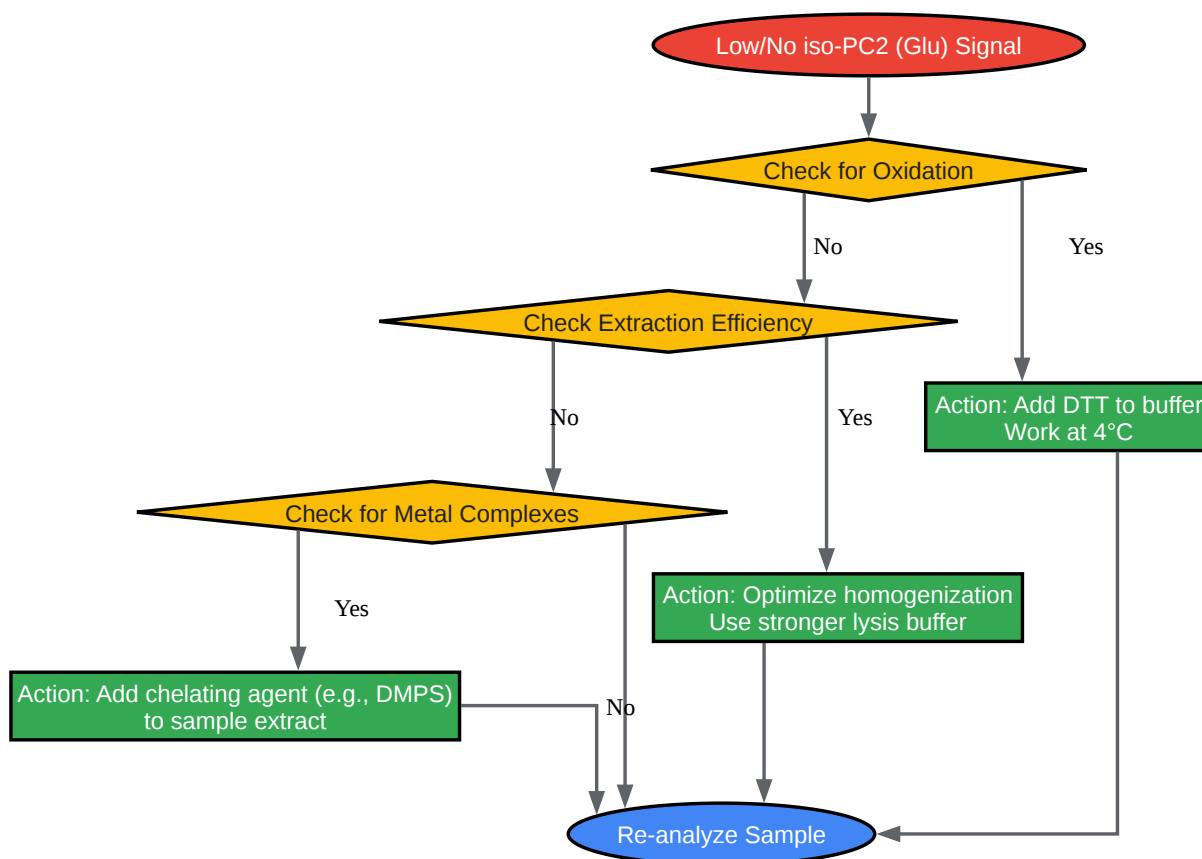 Low/No iso-PC2 (Glu) Signal
Check for Oxidation
No
Yes
Check Extraction Efficiency
Action: Add DTT to buffer
Work at 4°C
No
Yes
Check for Metal Complexes
Action: Optimize homogenization
Use stronger lysis buffer
Yes
Action: Add chelating agent (e.g., DMPS)
to sample extract
No
Re-analyze Sample